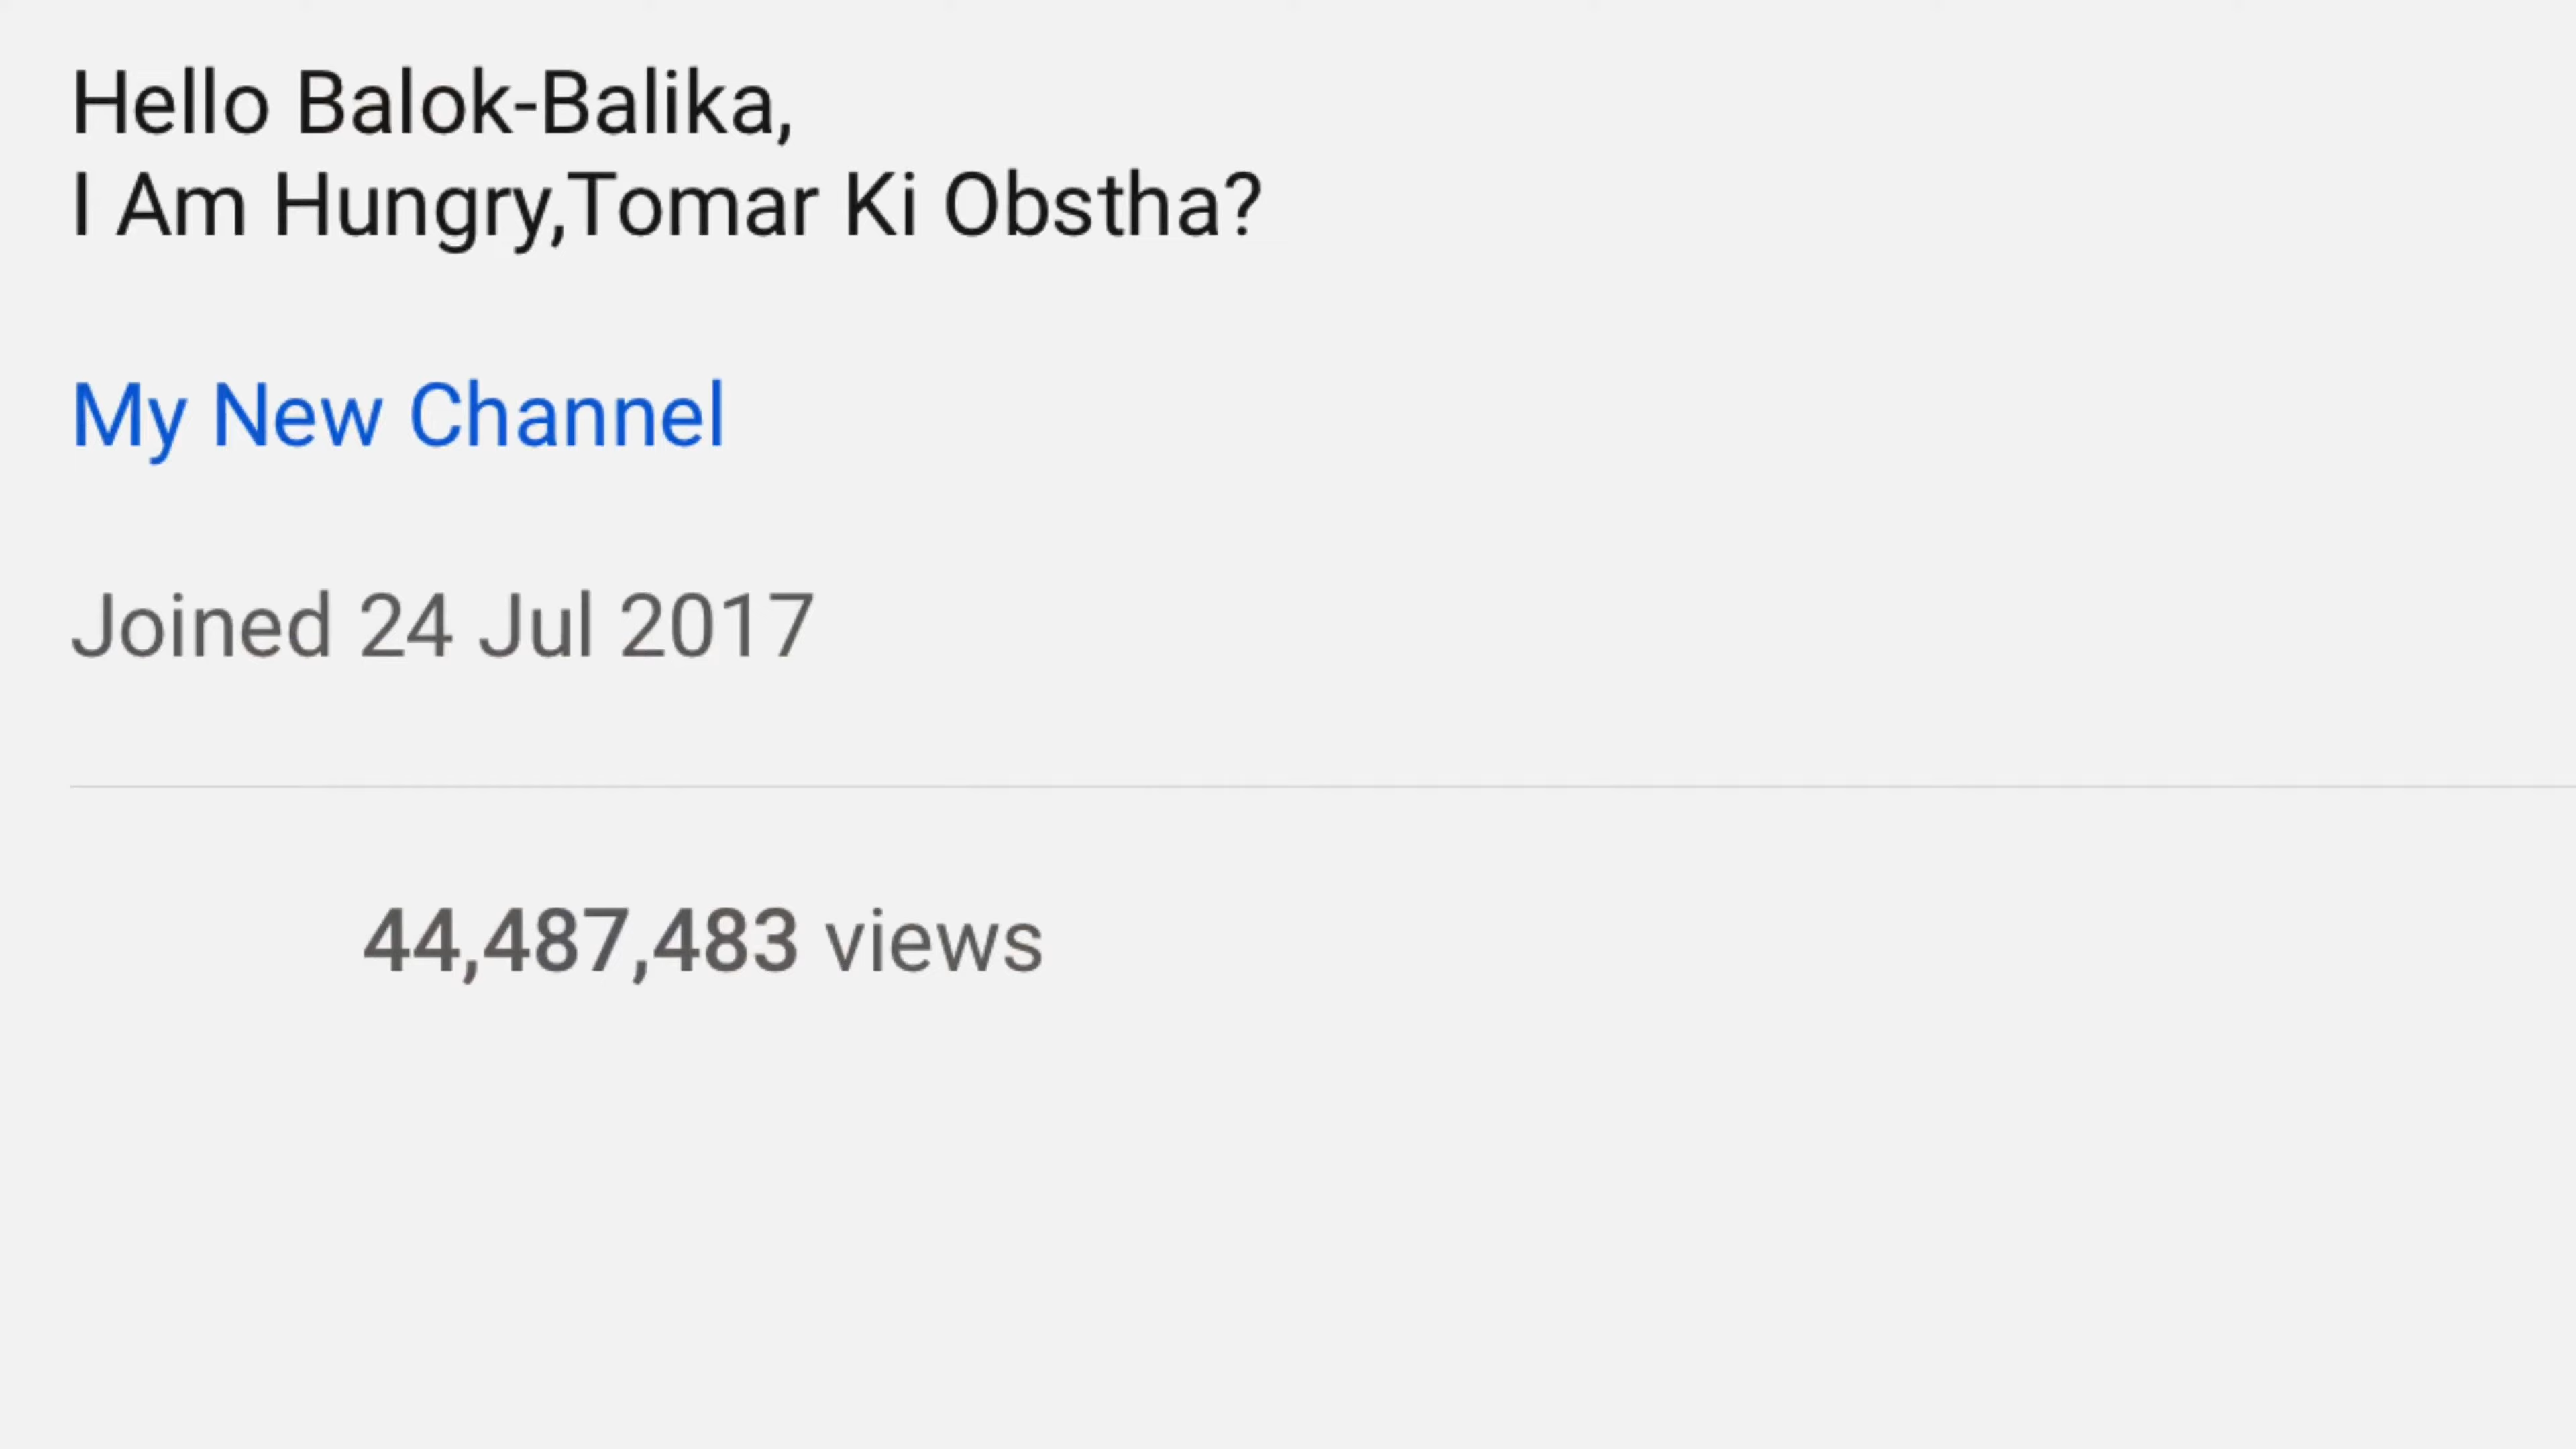 Hello Balok-Balika,
I Am Hungry,Tomar Ki Obstha?
My New Channel
Joined 24 Jul 2017
44,487,483 views